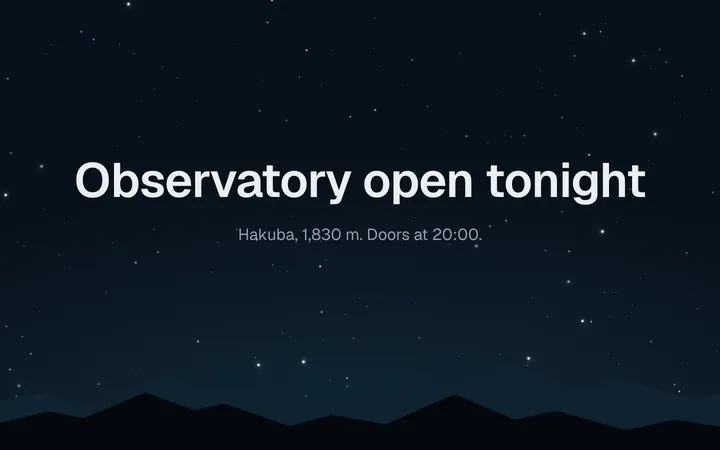 Observatory open tonight
Hakuba, 1,830 m. Doors at 20:00.